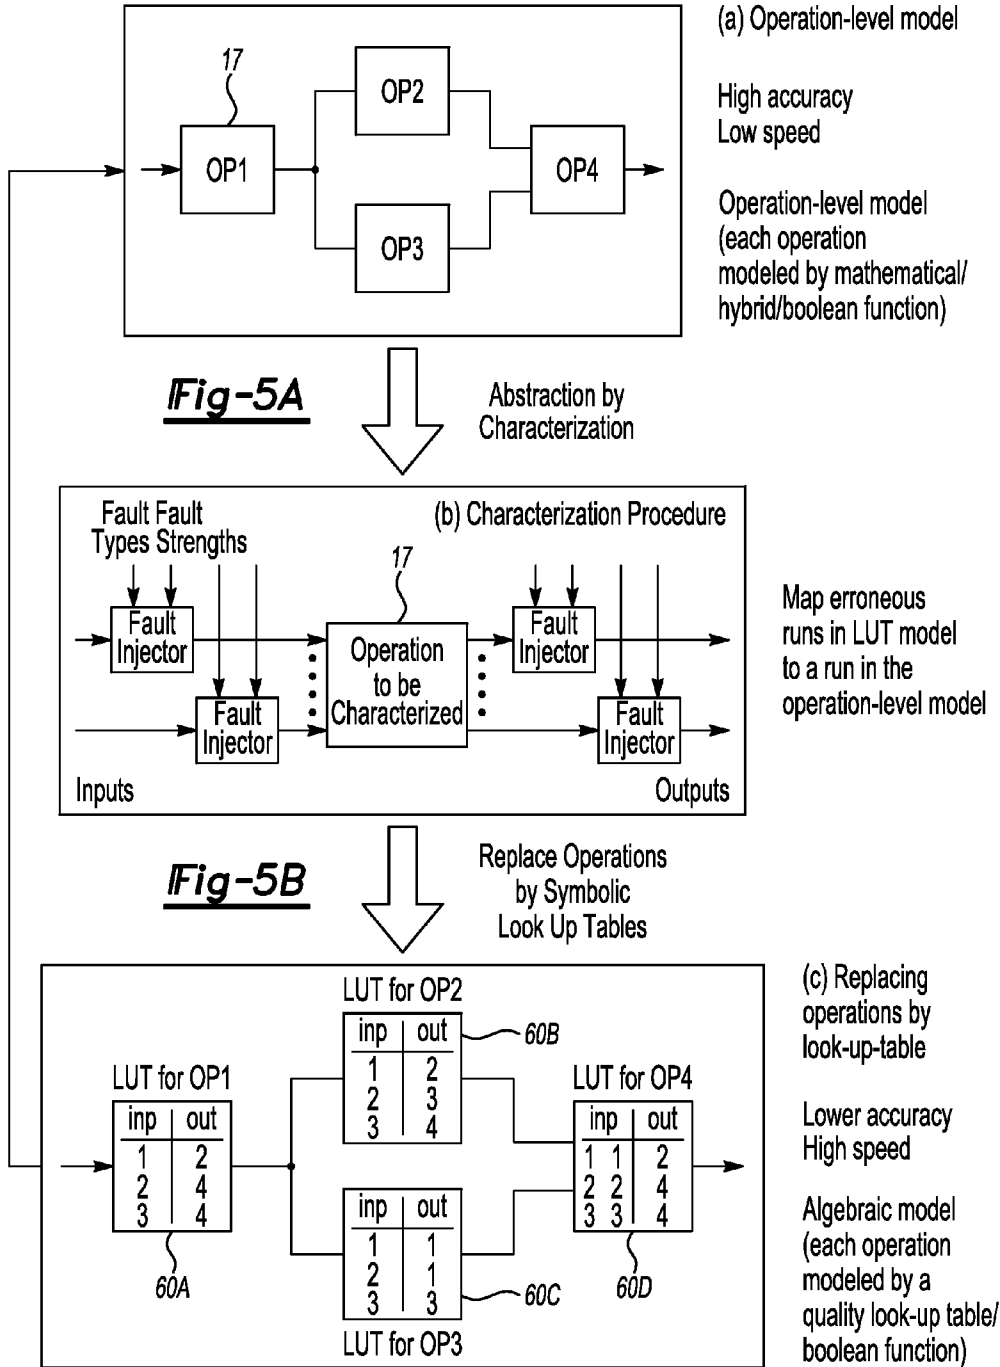 (a) Operation-level model
High accuracy
Low speed
Operation-level model
(each operation
modeled by mathematical/
hybrid/boolean function)
17
OP1
OP2
OP3
OP4
Fig-5A
Abstraction by
Characterization
(b) Characterization Procedure
Fault Fault
Types Strengths
17
Fault
Injector
Fault
Injector
Operation
to be
Characterized
Fault
Injector
Fault
Injector
Inputs
Outputs
Map erroneous
runs in LUT model
to a run in the
operation-level model
Fig-5B
Replace Operations
by Symbolic
Look Up Tables
LUT for OP1
inp out
1 2
2 4
3 4
60A
LUT for OP2
inp out
1 2
2 3
3 4
60B
inp out
1 1
2 1
3 3
60C
LUT for OP3
LUT for OP4
inp out
1 1 2
2 2 4
3 3 4
60D
(c) Replacing
operations by
look-up-table
Lower accuracy
High speed
Algebraic model
(each operation
modeled by a
quality look-up table/
boolean function)